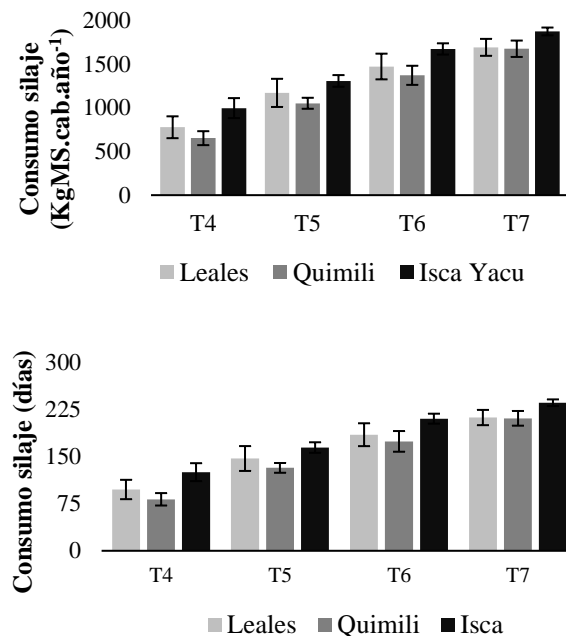 Consumo silaje
(KgMS.cab.año⁻¹)
2000
1500
1000
500
0
T4 T5 T6 T7
Leales Quimili Isca Yacu
Consumo silaje (días)
300
225
150
75
0
T4 T5 T6 T7
Leales Quimili Isca